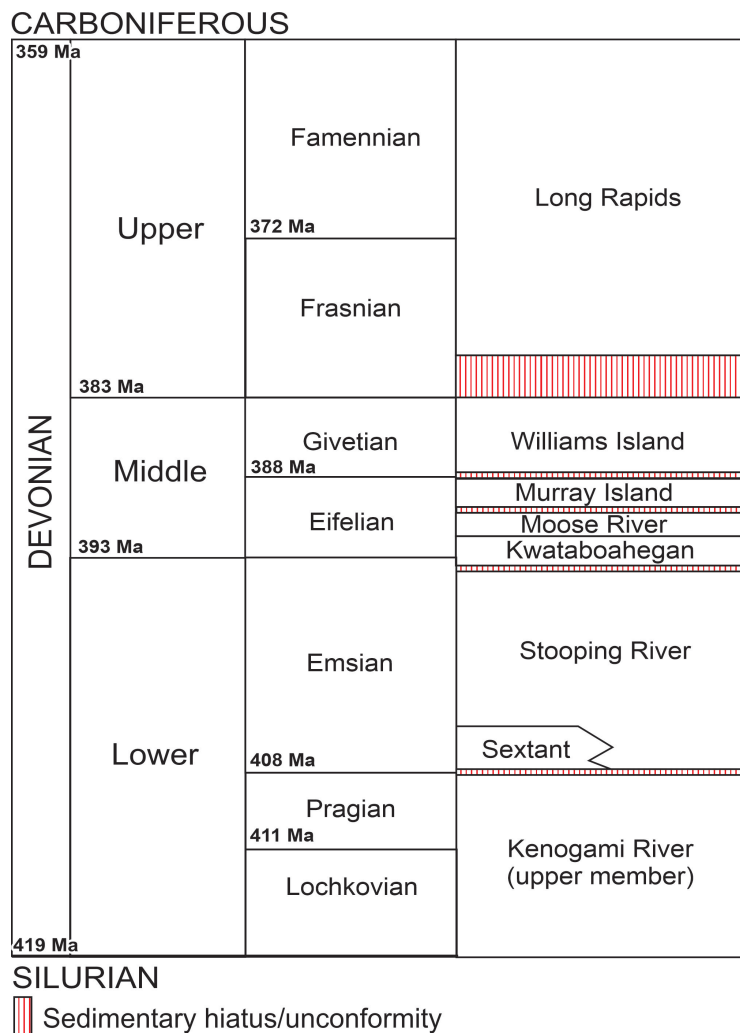 CARBONIFEROUS
359 Ma
Famennian
Long Rapids
Upper
372 Ma
Frasnian
383 Ma
DEVONIAN
Givetian
Williams Island
388 Ma
Middle
Murray Island
Eifelian
Moose River
393 Ma
Kwataboahegan
Emsian
Stooping River
Lower
Sextant
408 Ma
Pragian
411 Ma
Kenogami River
(upper member)
Lochkovian
419 Ma
SILURIAN
Sedimentary hiatus/unconformity